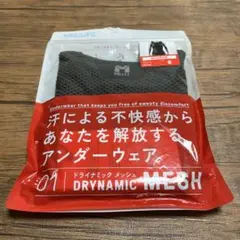 Underwear that keeps you free of sweaty discomfort
汗による不快感から
あなたを解放する
アンダーウェア。
ドライナミック メッシュ
DRYNAMIC MESH